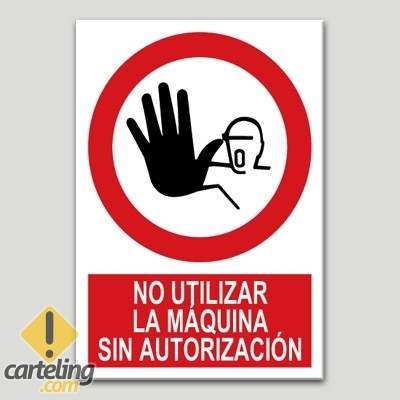 NO UTILIZAR
LA MÁQUINA
SIN AUTORIZACIÓN
!
carteling
.com